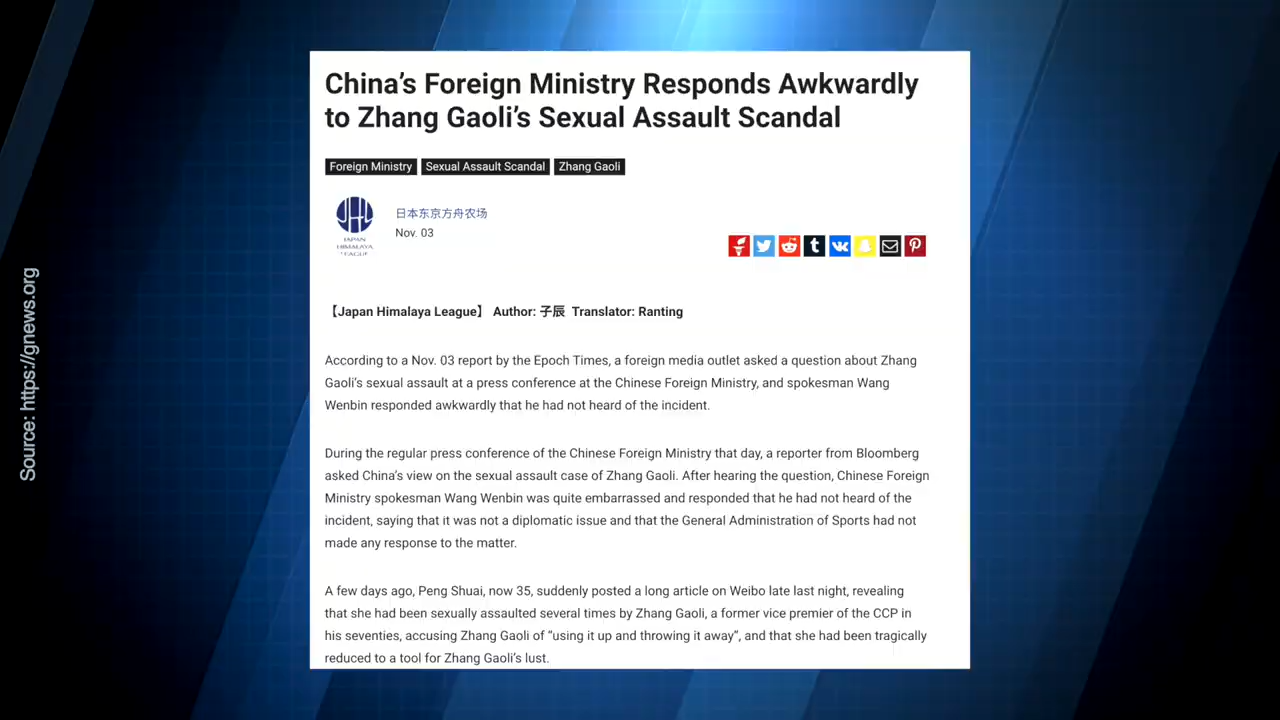 China’s Foreign Ministry Responds Awkwardly
to Zhang Gaoli’s Sexual Assault Scandal
Foreign Ministry Sexual Assault Scandal Zhang Gaoli
日本东京方舟农场
Nov. 03
JAPAN
HIMALAYA
LEAGUE
【Japan Himalaya League】 Author: 子辰 Translator: Ranting
According to a Nov. 03 report by the Epoch Times, a foreign media outlet asked a question about Zhang
Gaoli’s sexual assault at a press conference at the Chinese Foreign Ministry, and spokesman Wang
Wenbin responded awkwardly that he had not heard of the incident.
During the regular press conference of the Chinese Foreign Ministry that day, a reporter from Bloomberg
asked China’s view on the sexual assault case of Zhang Gaoli. After hearing the question, Chinese Foreign
Ministry spokesman Wang Wenbin was quite embarrassed and responded that he had not heard of the
incident, saying that it was not a diplomatic issue and that the General Administration of Sports had not
made any response to the matter.
A few days ago, Peng Shuai, now 35, suddenly posted a long article on Weibo late last night, revealing
that she had been sexually assaulted several times by Zhang Gaoli, a former vice premier of the CCP in
his seventies, accusing Zhang Gaoli of “using it up and throwing it away”, and that she had been tragically
reduced to a tool for Zhang Gaoli’s lust.
Source: https://gnews.org